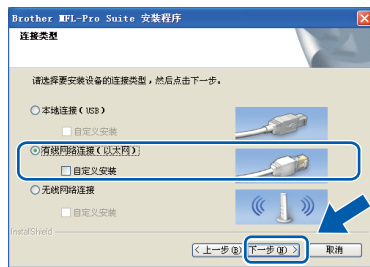 Brother MFL-Pro Suite 安装程序
连接类型
请选择要安装设备的连接类型，然后点击下一步。
本地连接（USB）
自定义安装
有线网络连接（以太网）
自定义安装
无线网络连接
自定义安装
InstallShield
< 上一步(B) 下一步(N) > 取消